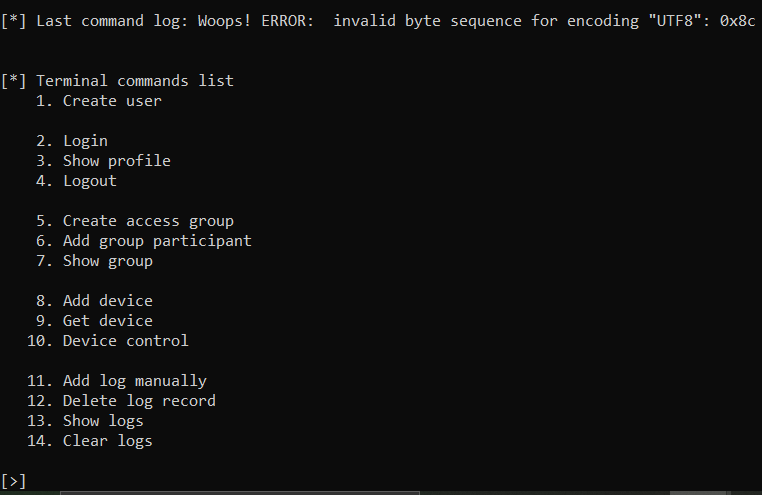 [*] Last command log: Woops! ERROR:  invalid byte sequence for encoding "UTF8": 0x8c
[*] Terminal commands list
1. Create user
2. Login
3. Show profile
4. Logout
5. Create access group
6. Add group participant
7. Show group
8. Add device
9. Get device
10. Device control
11. Add log manually
12. Delete log record
13. Show logs
14. Clear logs
[>]